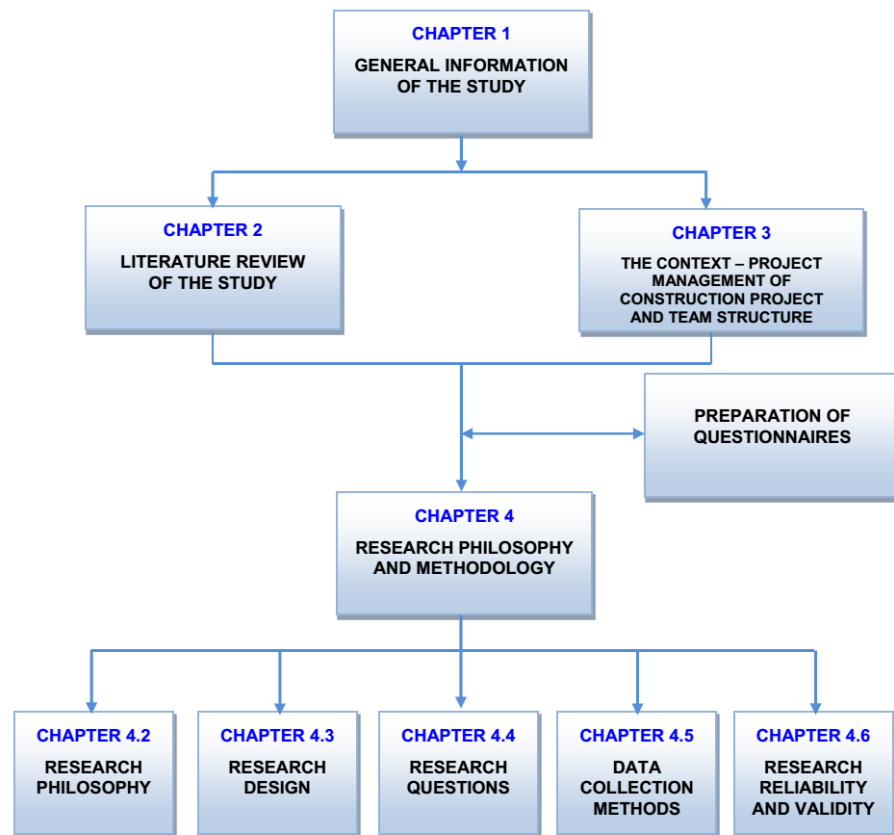 CHAPTER 1
GENERAL INFORMATION
OF THE STUDY
CHAPTER 2
LITERATURE REVIEW
OF THE STUDY
CHAPTER 3
THE CONTEXT – PROJECT
MANAGEMENT OF
CONSTRUCTION PROJECT
AND TEAM STRUCTURE
PREPARATION OF
QUESTIONNAIRES
CHAPTER 4
RESEARCH PHILOSOPHY
AND METHODOLOGY
CHAPTER 4.2
RESEARCH
PHILOSOPHY
CHAPTER 4.3
RESEARCH
DESIGN
CHAPTER 4.4
RESEARCH
QUESTIONS
CHAPTER 4.5
DATA
COLLECTION
METHODS
CHAPTER 4.6
RESEARCH
RELIABILITY
AND VALIDITY